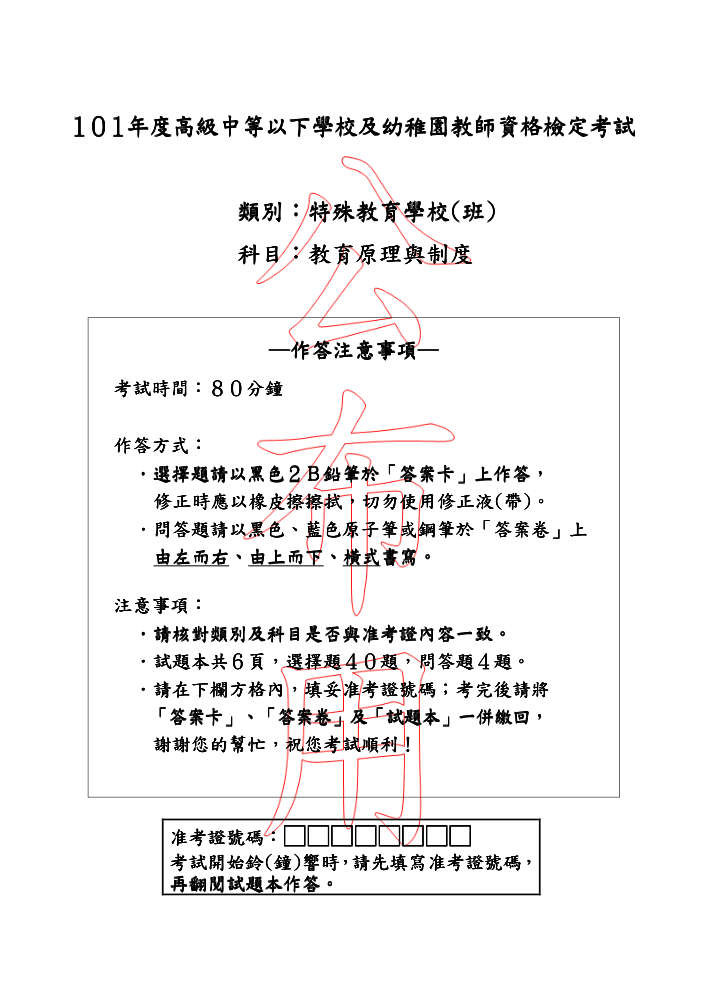 101年度高級中等以下學校及幼稚園教師資格檢定考試
類別：特殊教育學校(班)
科目：教育原理與制度
—作答注意事項—
考試時間：８０分鐘
作答方式：
．選擇題請以黑色２Ｂ鉛筆於「答案卡」上作答，
修正時應以橡皮擦擦拭，切勿使用修正液(帶)。
．問答題請以黑色、藍色原子筆或鋼筆於「答案卷」上
由左而右、由上而下、橫式書寫。
注意事項：
．請核對類別及科目是否與准考證內容一致。
．試題本共６頁，選擇題４０題，問答題４題。
．請在下欄方格內，填妥准考證號碼；考完後請將
「答案卡」、「答案卷」及「試題本」一併繳回，
謝謝您的幫忙，祝您考試順利！
准考證號碼：□□□□□□□□
考試開始鈴(鐘)響時，請先填寫准考證號碼，
再翻閱試題本作答。
公布用